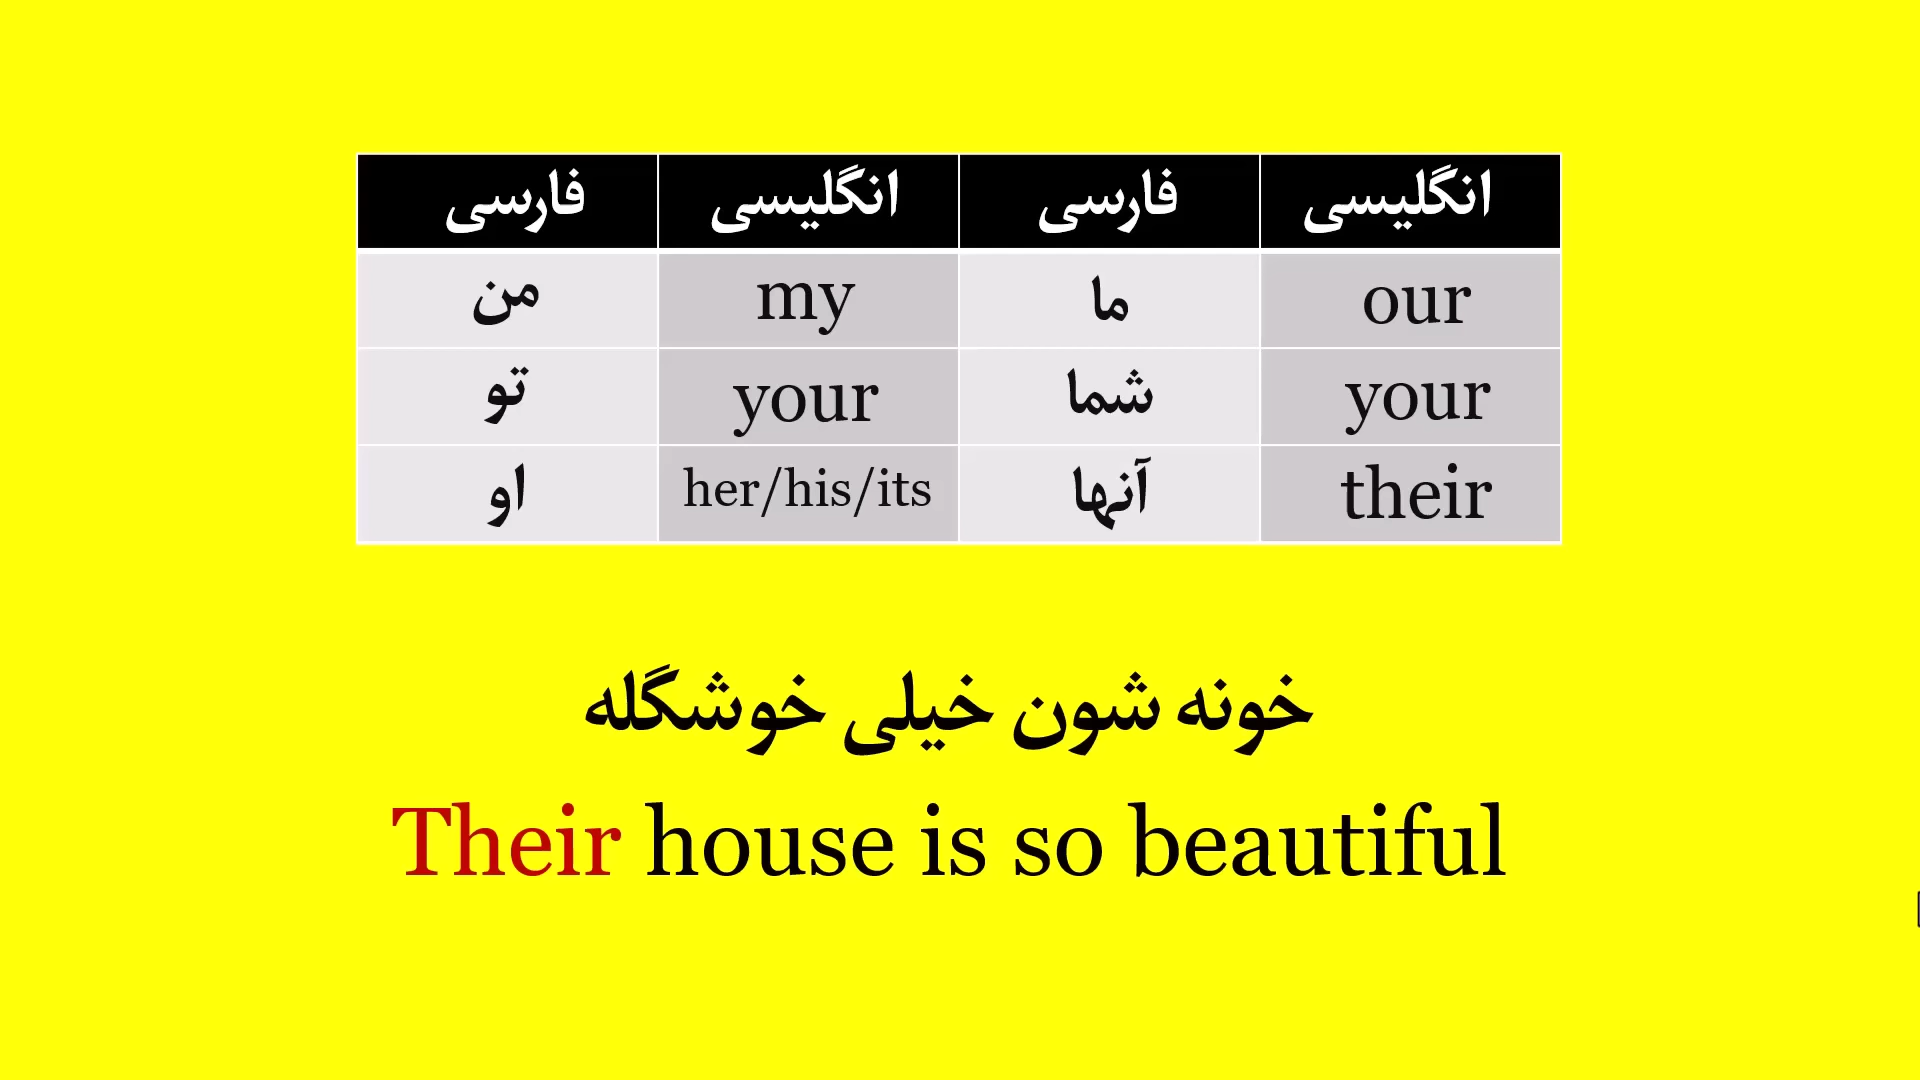 فارسی انگلیسی فارسی انگلیسی
من my ما our
تو your شما your
او her/his/its آنها their
خونه شون خیلی خوشگله
Their house is so beautiful